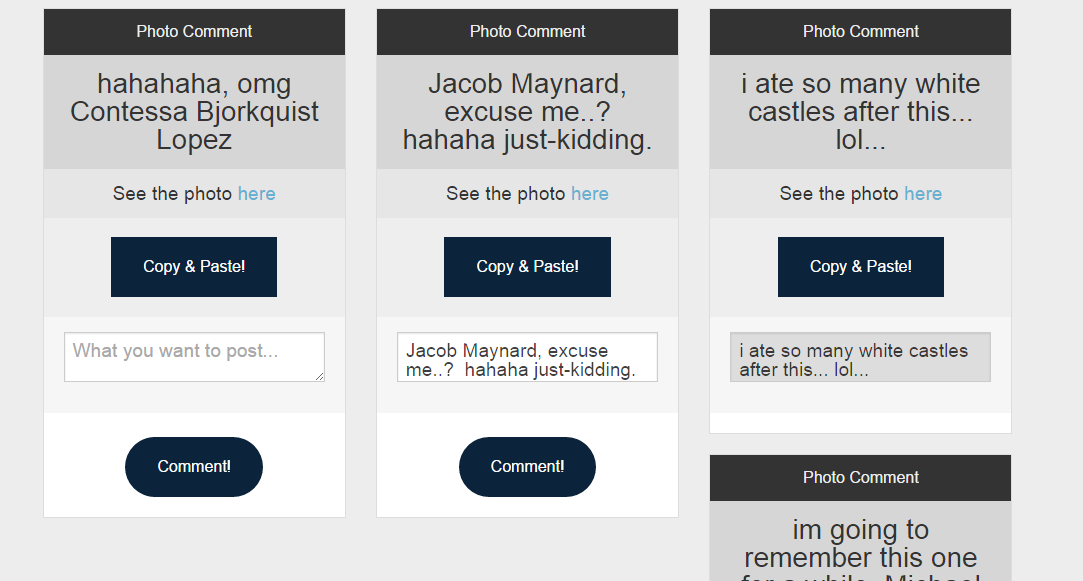 Photo Comment
hahahaha, omg
Contessa Bjorkquist
Lopez
See the photo here
Copy & Paste!
What you want to post...
Comment!
Photo Comment
Jacob Maynard,
excuse me..?
hahaha just-kidding.
See the photo here
Copy & Paste!
Jacob Maynard, excuse
me..?  hahaha just-kidding.
Comment!
Photo Comment
i ate so many white
castles after this...
lol...
See the photo here
Copy & Paste!
i ate so many white castles
after this... lol...
Photo Comment
im going to
remember this one
for a while, Michael